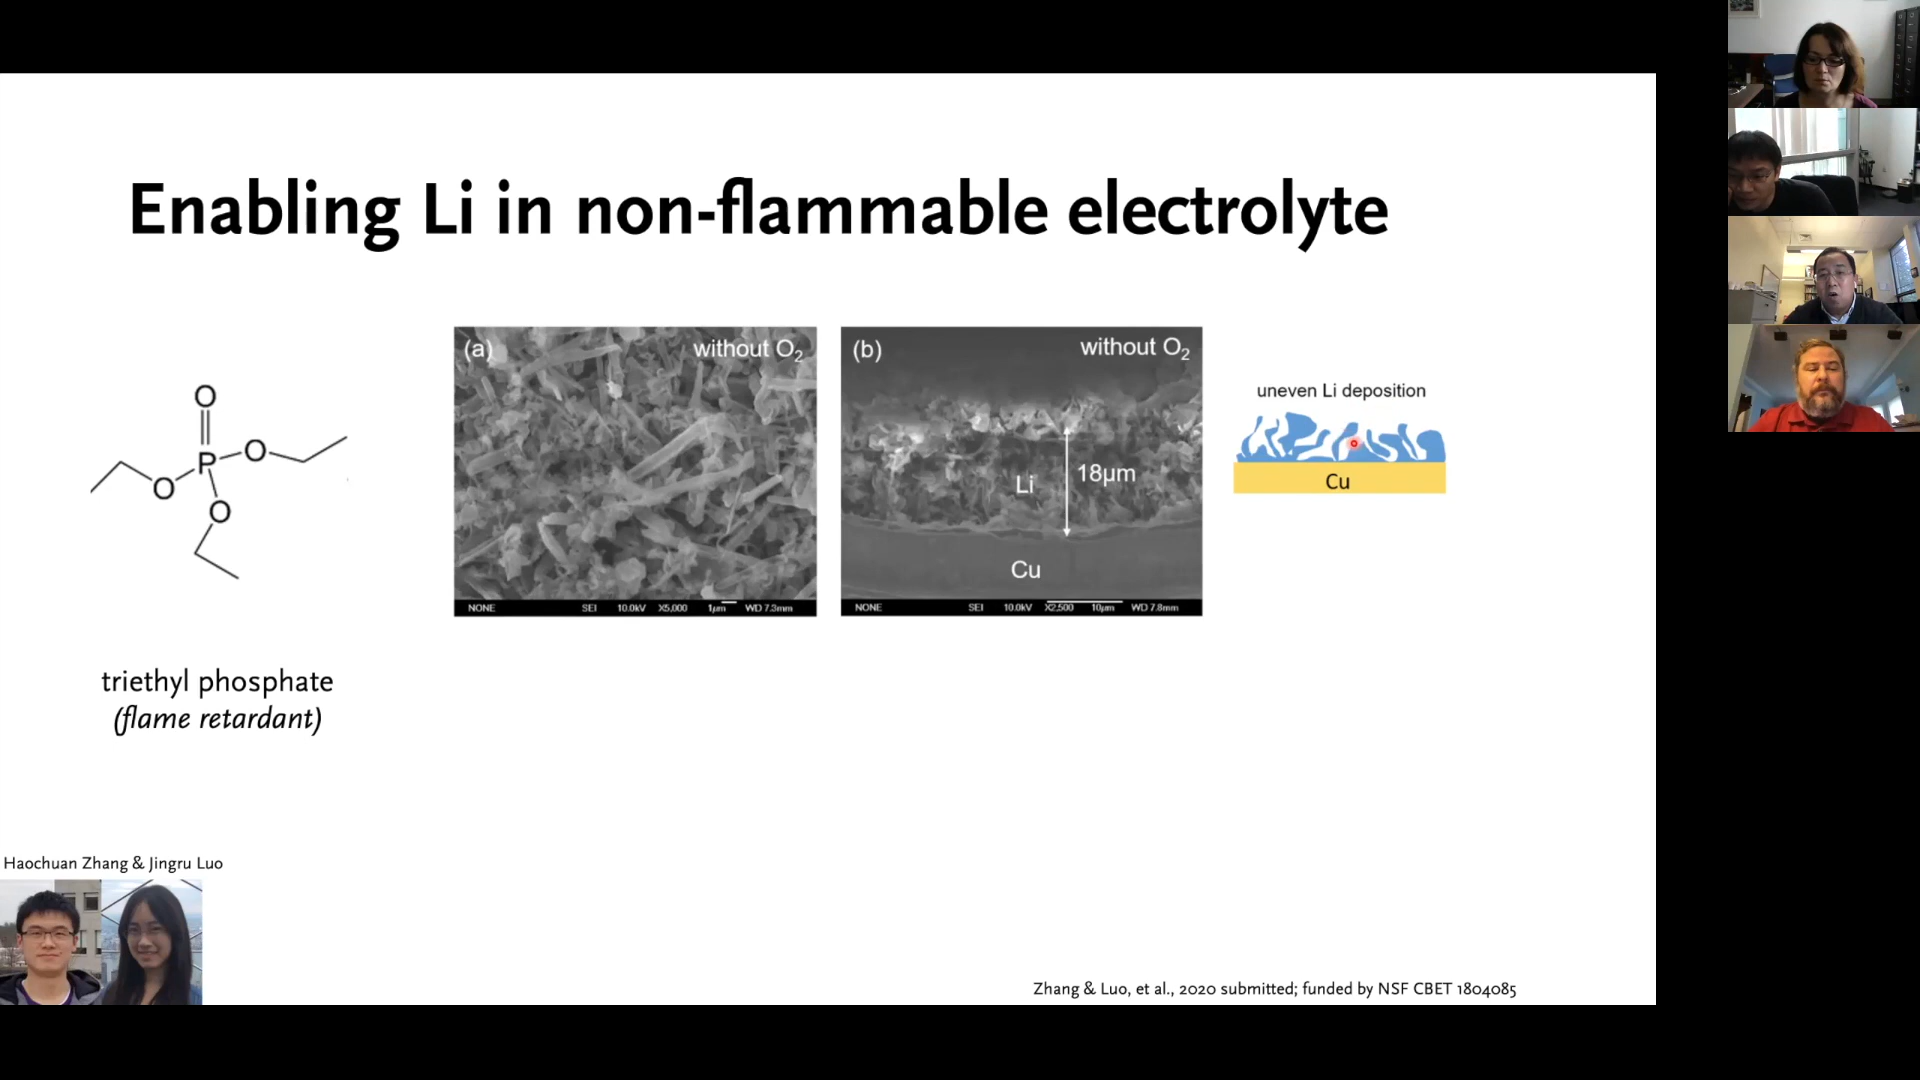 Enabling Li in non-flammable electrolyte
(a)
without O₂
NONE SEI 10.0kV X5,000 1μm WD 7.3mm
(b)
without O₂
18μm
Li
Cu
NONE SEI 10.0kV X2,500 10μm WD 7.8mm
uneven Li deposition
Cu
O
P
O
O
O
triethyl phosphate
(flame retardant)
Haochuan Zhang & Jingru Luo
Zhang & Luo, et al., 2020 submitted; funded by NSF CBET 1804085